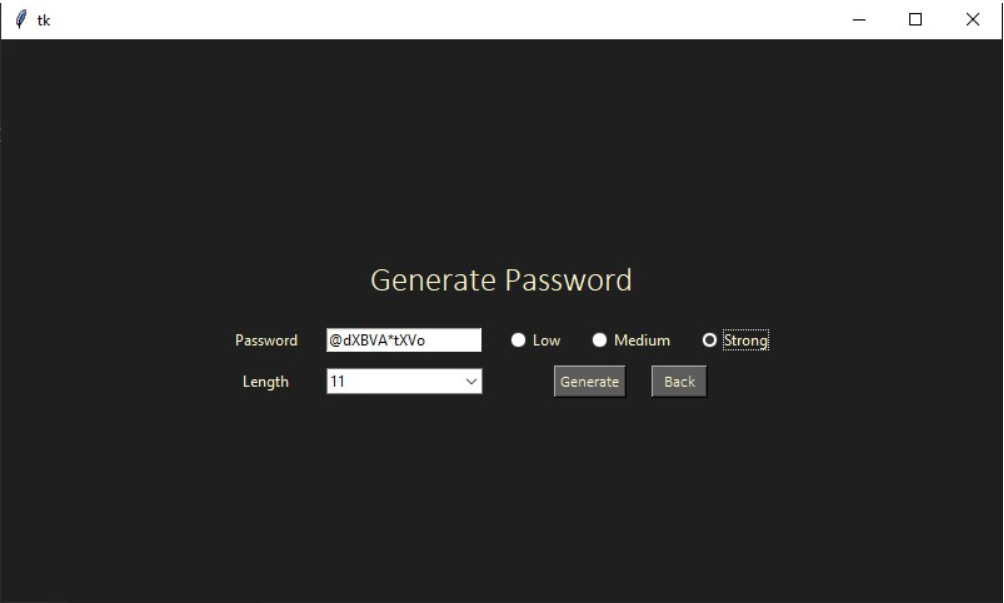 tk
Generate Password
Password @dXBVA*tXVo Low Medium Strong
Length 11 Generate Back